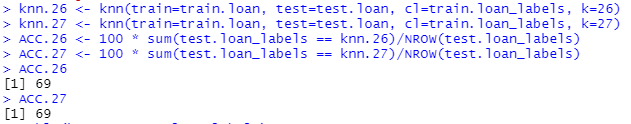 > knn.26 <- knn(train=train.loan, test=test.loan, cl=train.loan_labels, k=26)
> knn.27 <- knn(train=train.loan, test=test.loan, cl=train.loan_labels, k=27)
> ACC.26 <- 100 * sum(test.loan_labels == knn.26)/NROW(test.loan_labels)
> ACC.27 <- 100 * sum(test.loan_labels == knn.27)/NROW(test.loan_labels)
> ACC.26
[1] 69
> ACC.27
[1] 69